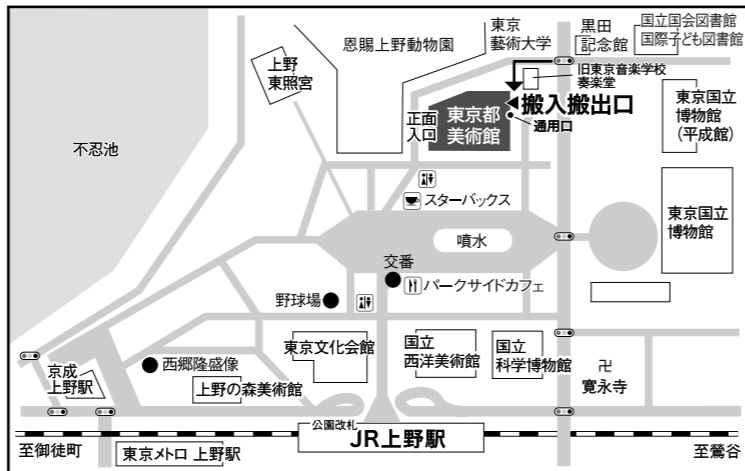 国立国会図書館
国際子ども図書館
黒田
記念館
東京
藝術大学
恩賜上野動物園
上野
東照宮
旧東京音楽学校
奏楽堂
搬入搬出口
通用口
東京都
美術館
正面
入口
東京国立
博物館
(平成館)
不忍池
スターバックス
東京国立
博物館
噴水
交番
パークサイドカフェ
野球場
東京文化会館
国立
西洋美術館
国立
科学博物館
卍
寛永寺
京成
上野駅
西郷隆盛像
上野の森美術館
公園改札
JR上野駅
至御徒町
東京メトロ 上野駅
至鶯谷